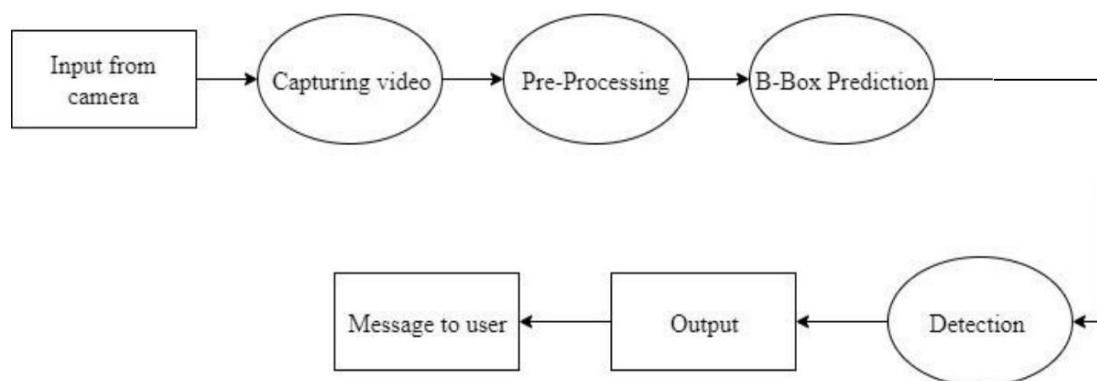 Input from
camera
Capturing video
Pre-Processing
B-Box Prediction
Message to user
Output
Detection